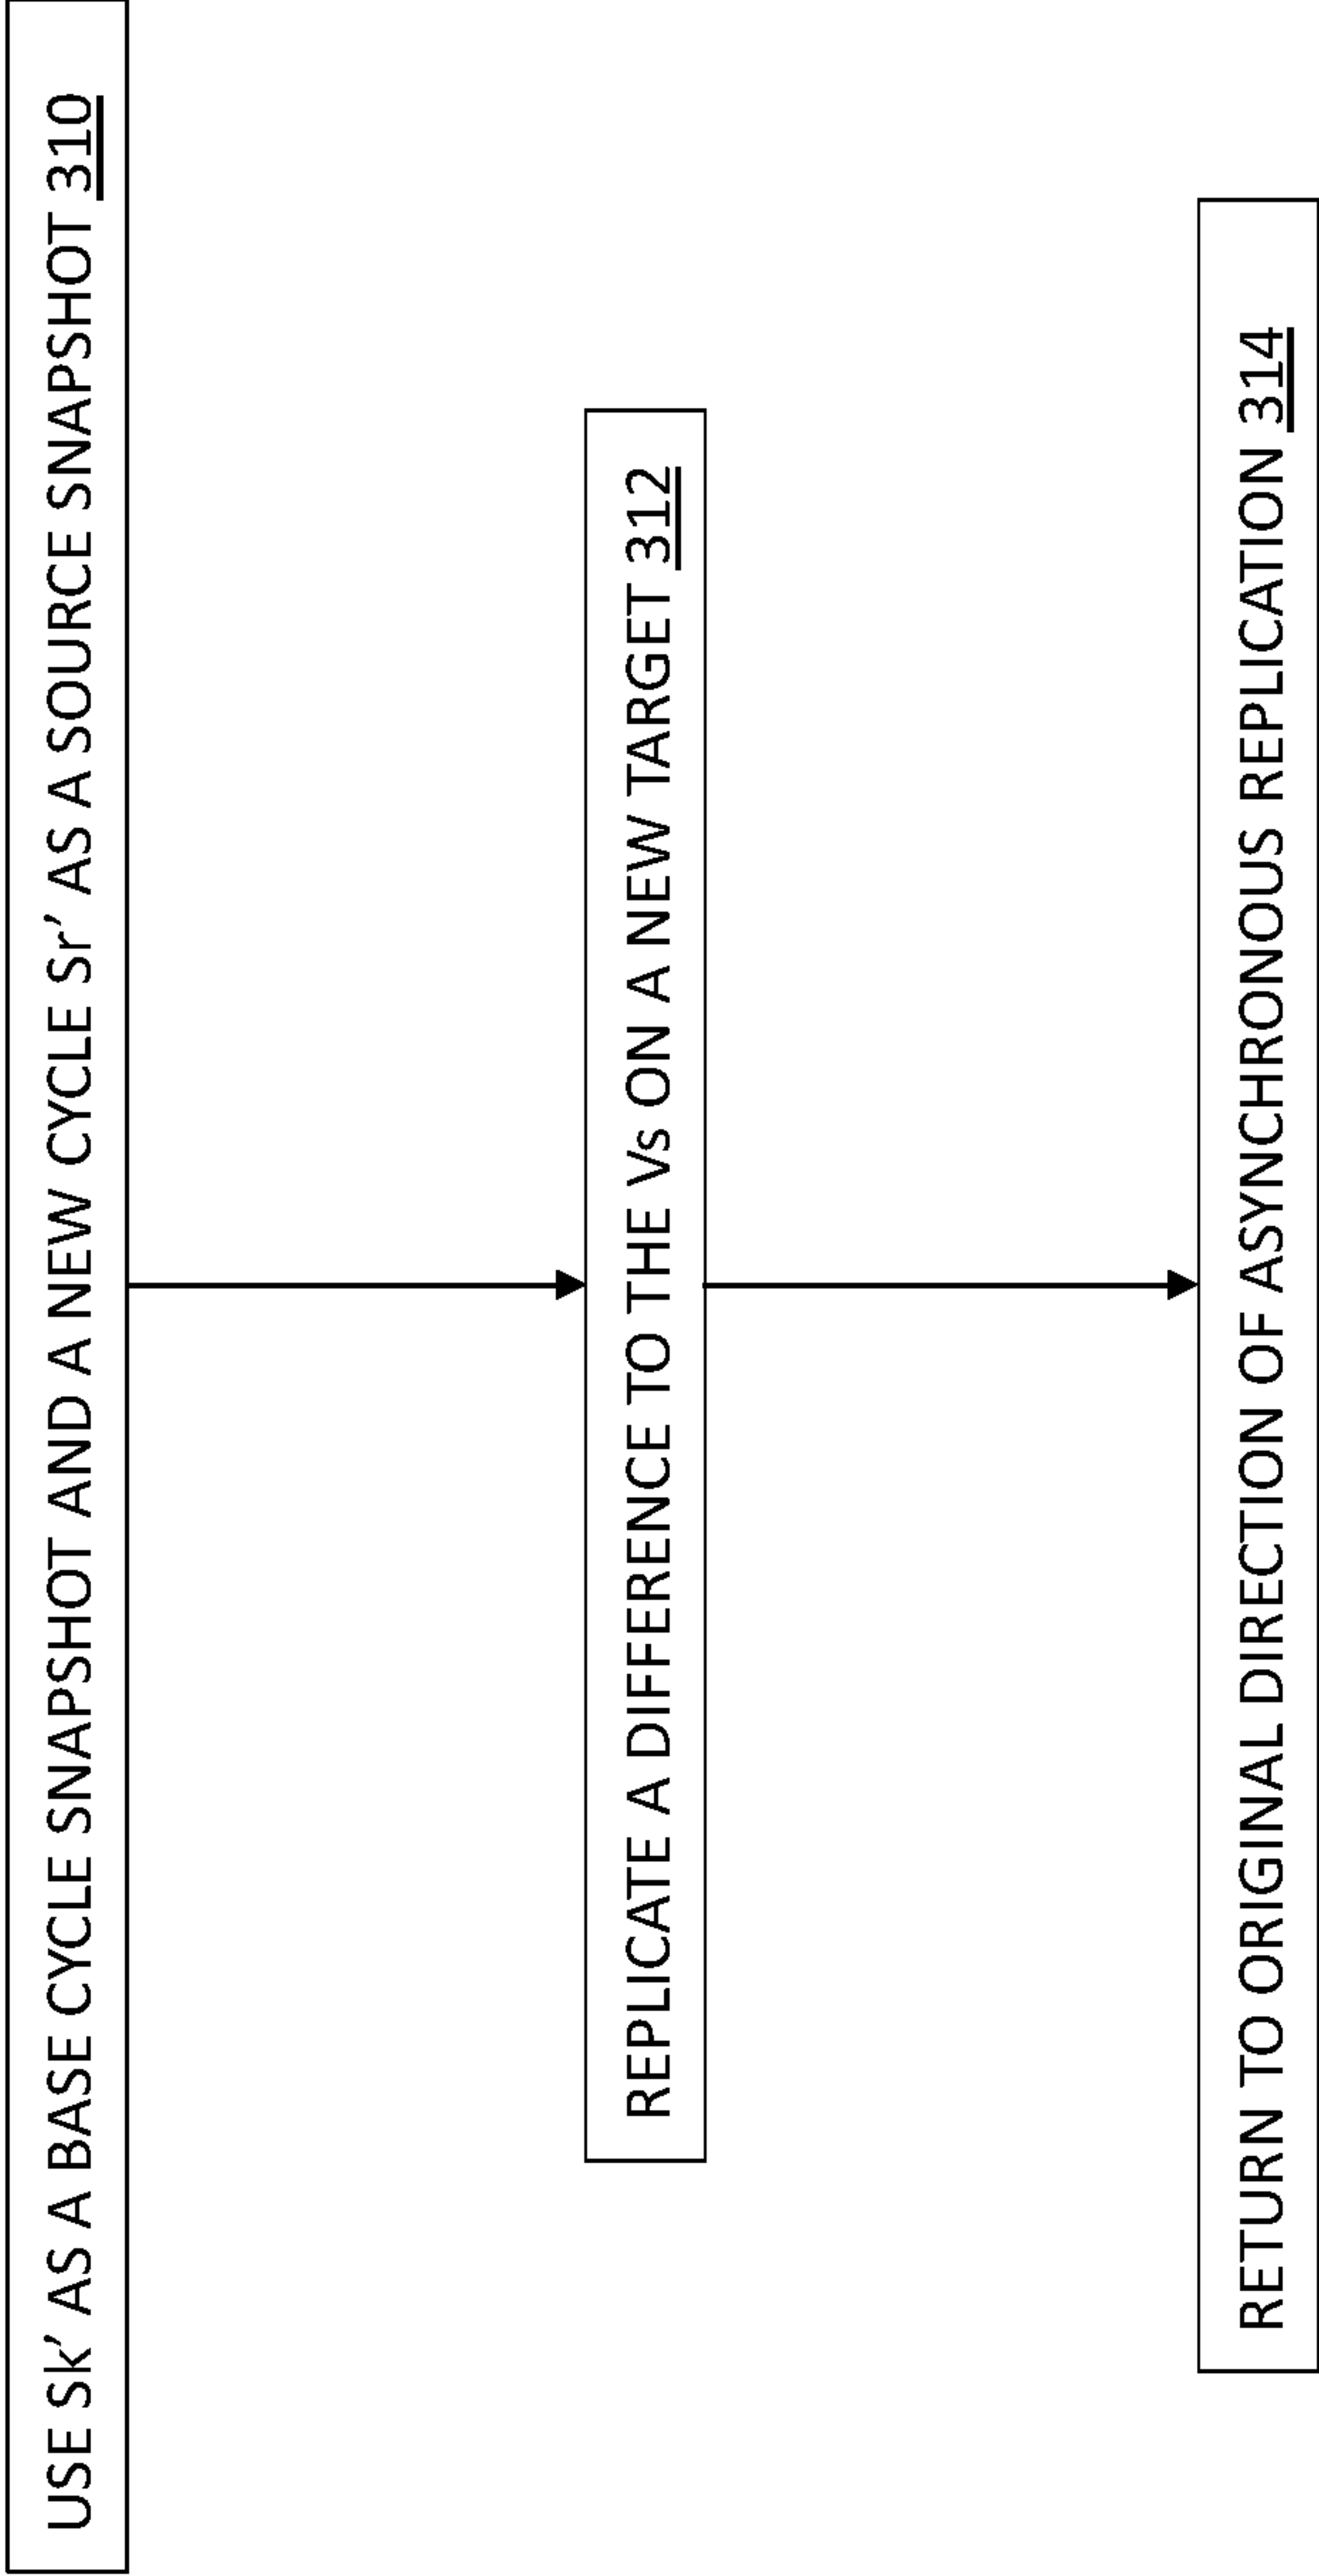 USE Sk’ AS A BASE CYCLE SNAPSHOT AND A NEW CYCLE Sr’ AS A SOURCE SNAPSHOT 310
REPLICATE A DIFFERENCE TO THE Vs ON A NEW TARGET 312
RETURN TO ORIGINAL DIRECTION OF ASYNCHRONOUS REPLICATION 314